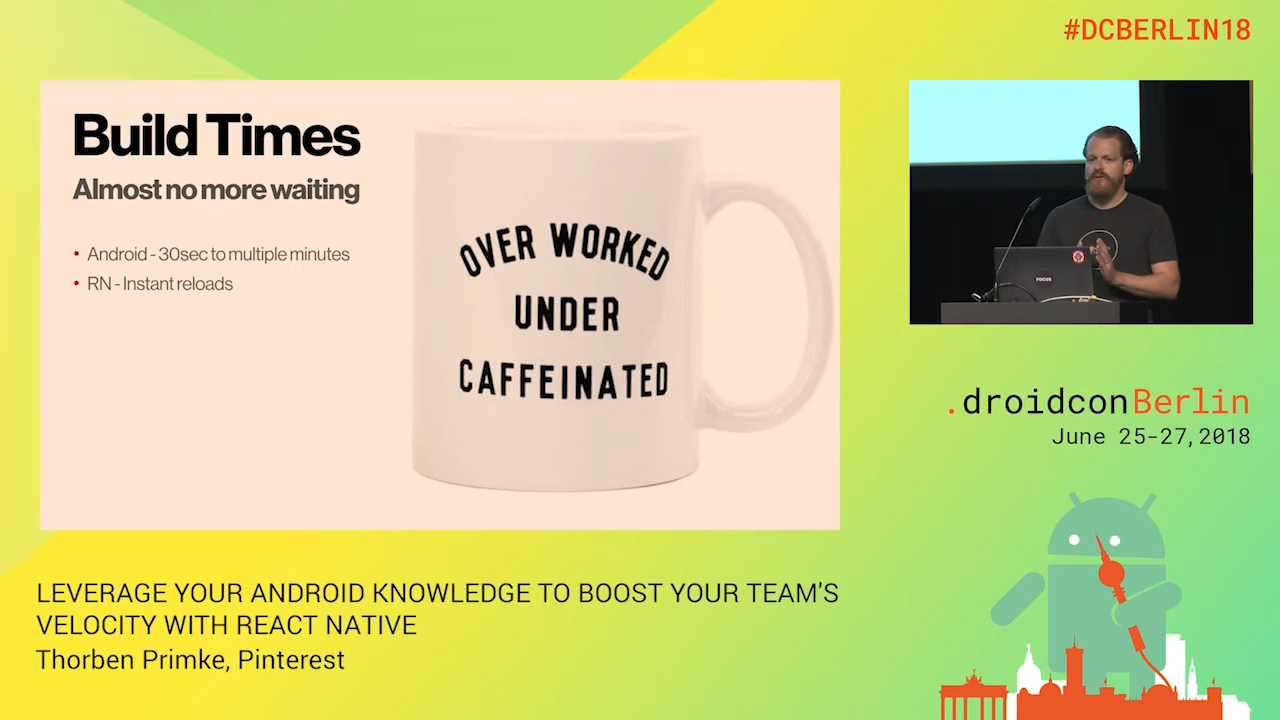 #DCBERLIN18
Build Times
Almost no more waiting
• Android - 30sec to multiple minutes
• RN - Instant reloads
OVER WORKED
UNDER
CAFFEINATED
FOCUS
.droidconBerlin
June 25-27, 2018
LEVERAGE YOUR ANDROID KNOWLEDGE TO BOOST YOUR TEAM'S
VELOCITY WITH REACT NATIVE
Thorben Primke, Pinterest